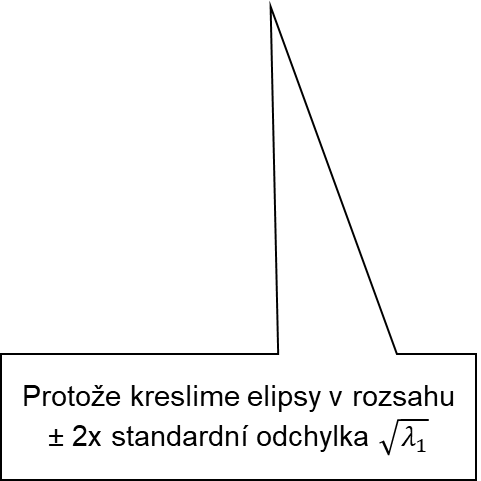 Protože kreslime elipsy v rozsahu
± 2x standardní odchylka √λ₁